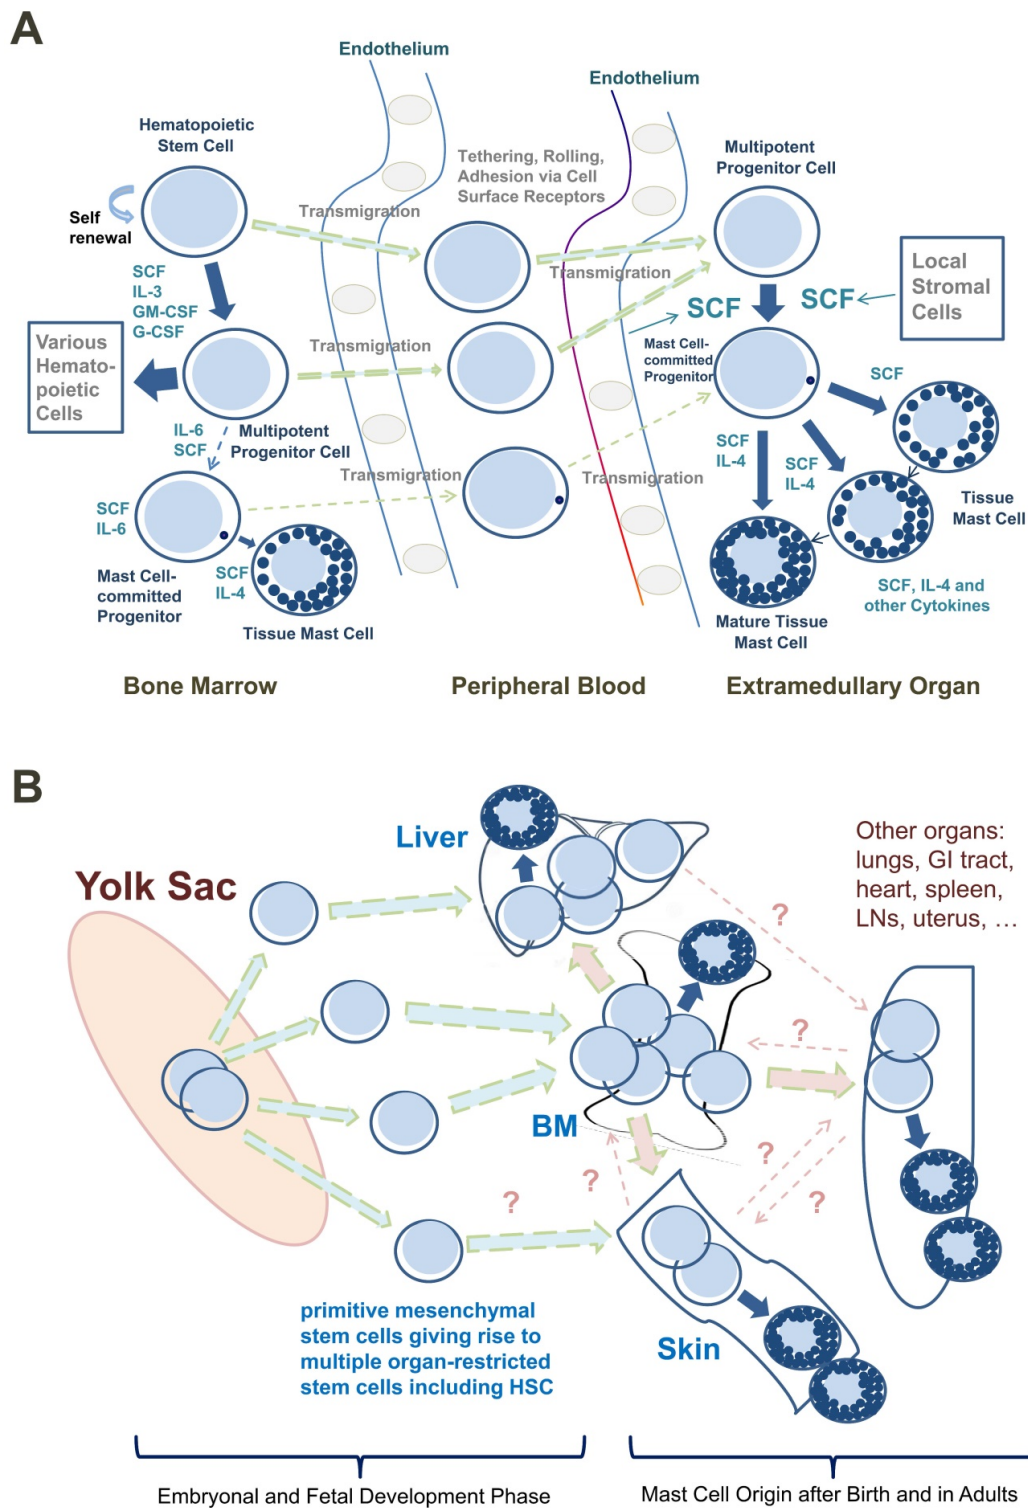 A
Endothelium
Endothelium
Hematopoietic
Stem Cell
Tethering, Rolling,
Adhesion via Cell
Surface Receptors
Multipotent
Progenitor Cell
Self
renewal
Transmigration
Transmigration
SCF
IL-3
GM-CSF
G-CSF
Local
Stromal
Cells
SCF
SCF
Various
Hemato-
poietic
Cells
Transmigration
Mast Cell-
committed
Progenitor
SCF
IL-6
SCF
Multipotent
Progenitor Cell
SCF
IL-4
SCF
IL-4
Transmigration
Transmigration
SCF
IL-6
Tissue
Mast Cell
Mast Cell-
committed
Progenitor
SCF
IL-4
SCF, IL-4 and
other Cytokines
Tissue Mast Cell
Mature Tissue
Mast Cell
Bone Marrow
Peripheral Blood
Extramedullary Organ
B
Liver
Other organs:
lungs, GI tract,
heart, spleen,
LNs, uterus, ...
Yolk Sac
?
?
BM
?
?
?
?
primitive mesenchymal
stem cells giving rise to
multiple organ-restricted
stem cells including HSC
Skin
Embryonal and Fetal Development Phase
Mast Cell Origin after Birth and in Adults